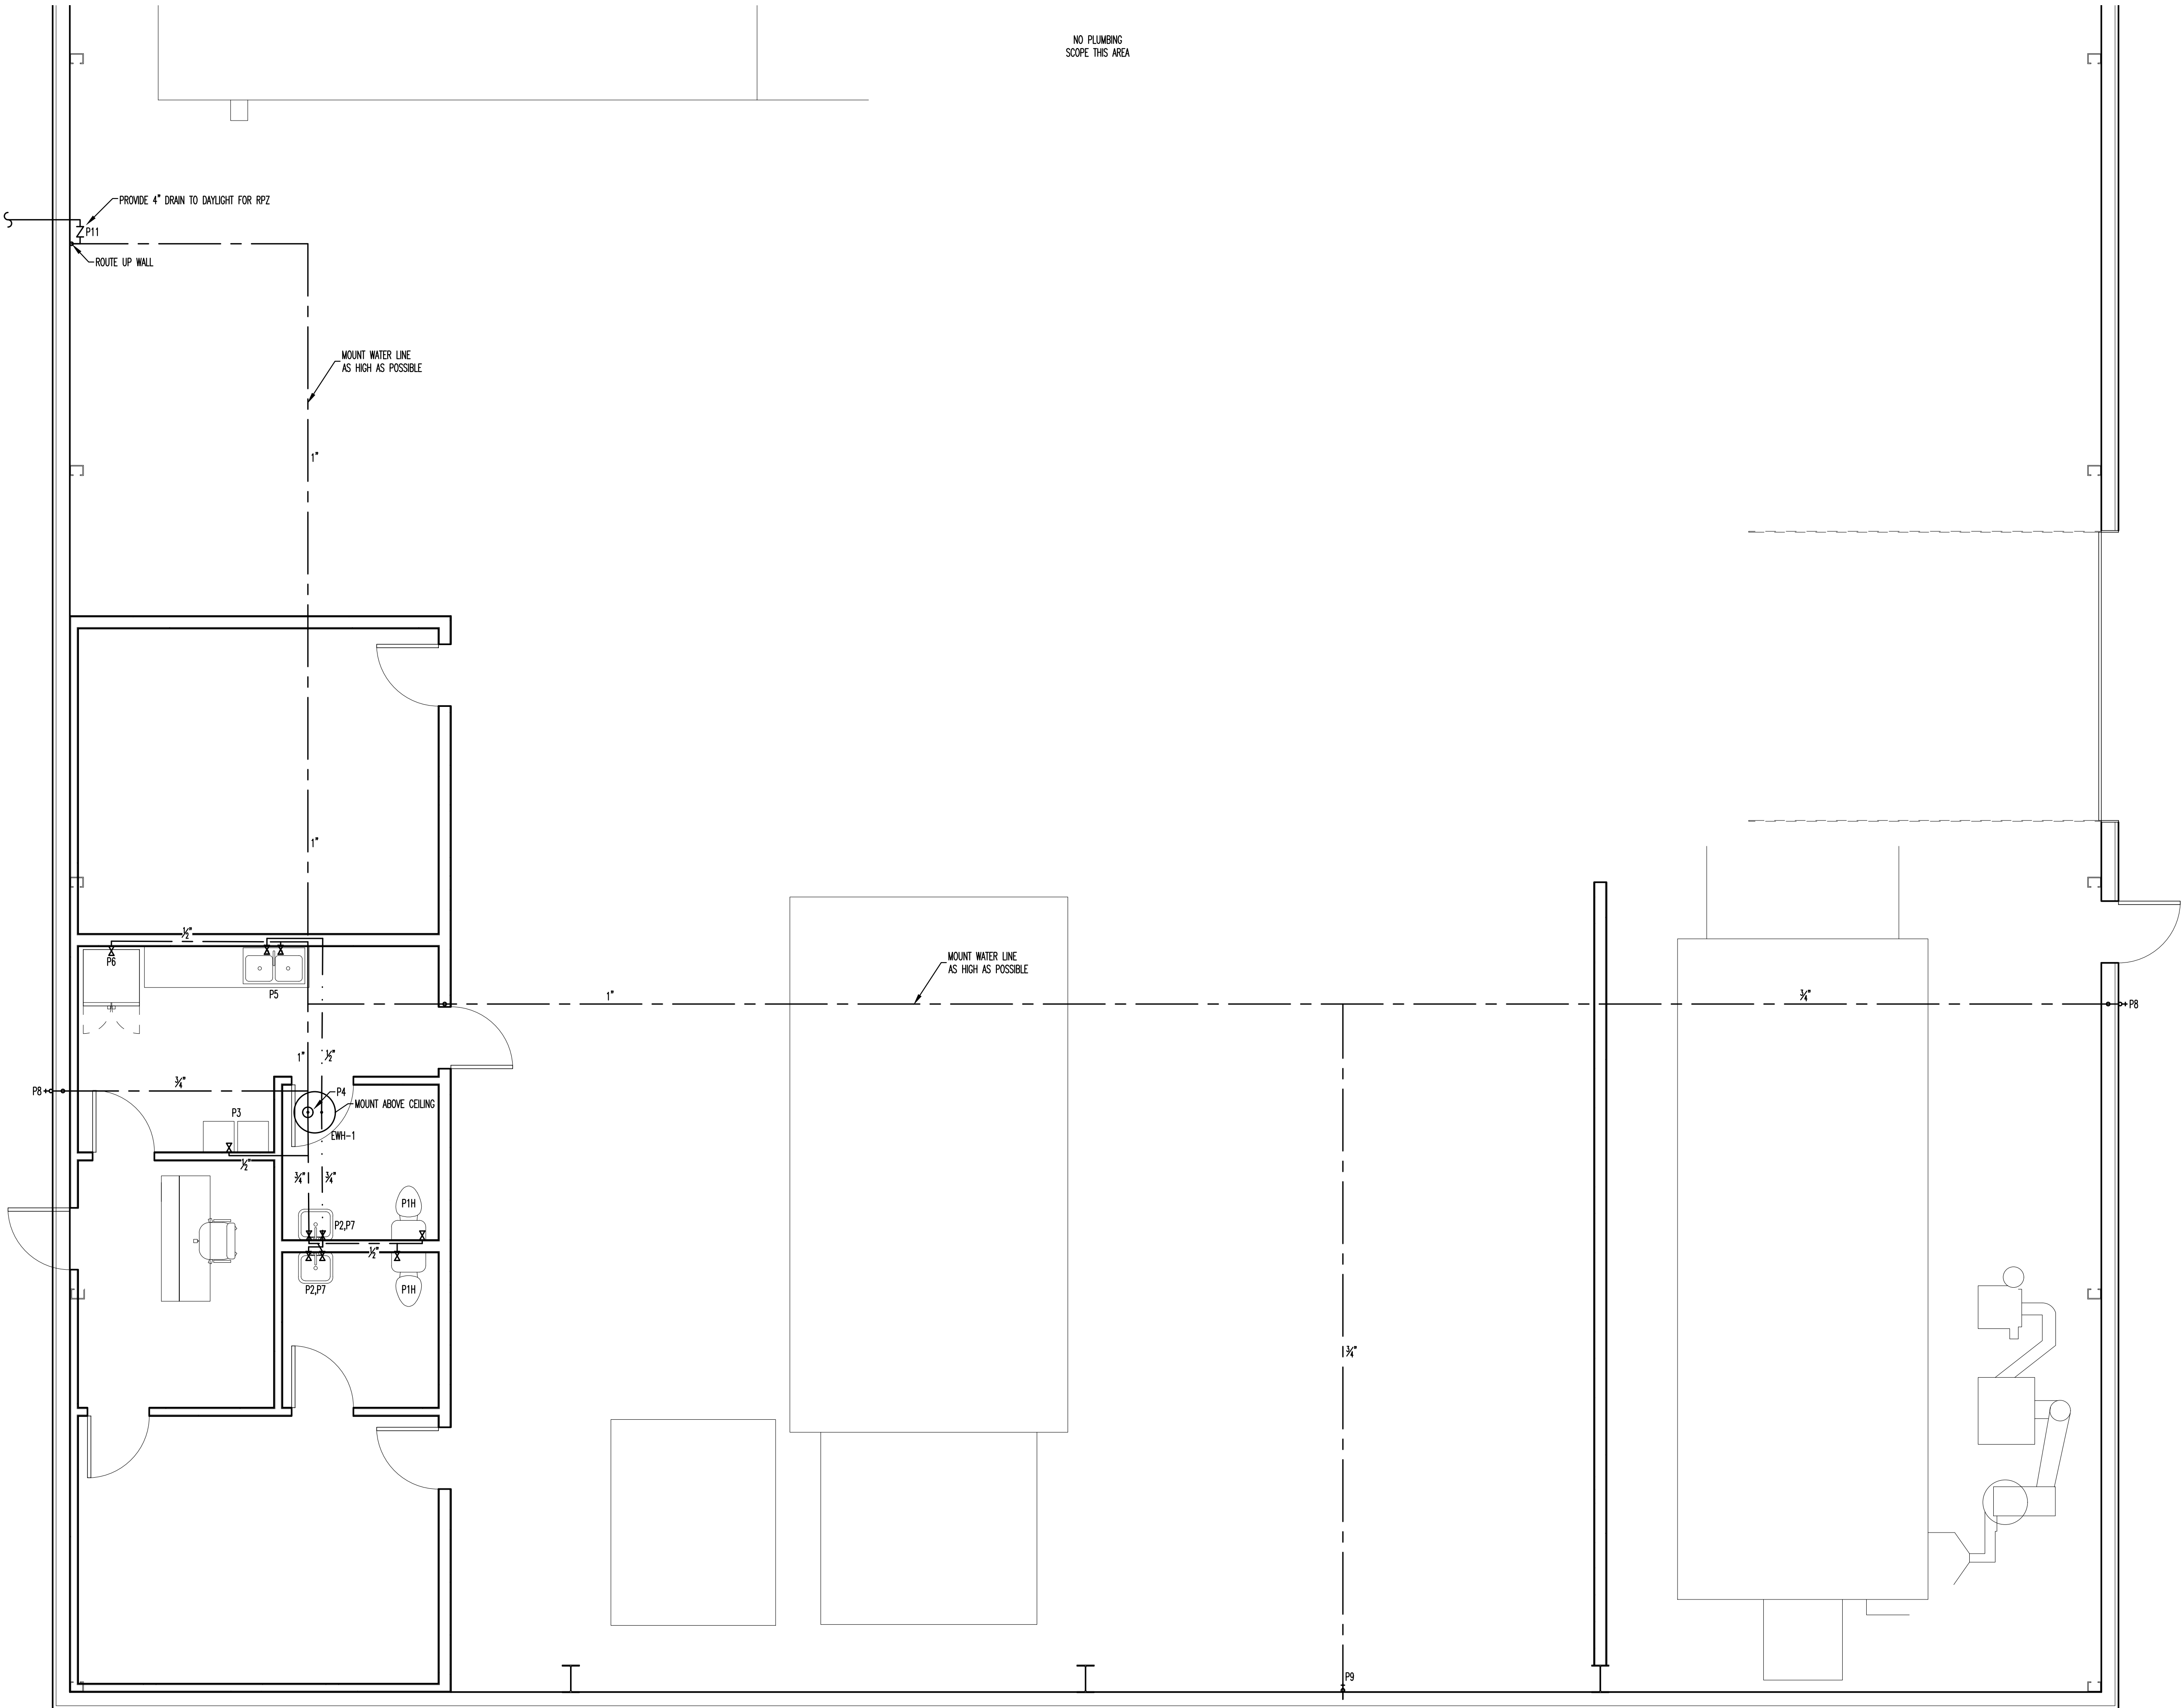 NO PLUMBING
SCOPE THIS AREA
PROVIDE 4" DRAIN TO DAYLIGHT FOR RPZ
P11
ROUTE UP WALL
MOUNT WATER LINE
AS HIGH AS POSSIBLE
1"
1"
½"
P6
P5
MOUNT WATER LINE
AS HIGH AS POSSIBLE
1"
¾"
P8
1"
½"
¾"
P8
P4
MOUNT ABOVE CEILING
P3
EWH-1
½"
¾"
¾"
P1H
P2,P7
½"
P2,P7
P1H
¾"
P9